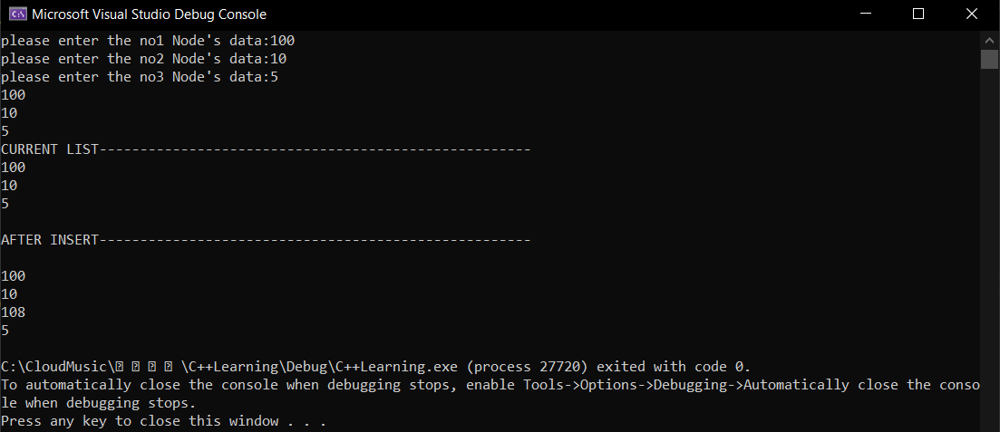 Microsoft Visual Studio Debug Console
please enter the no1 Node's data:100
please enter the no2 Node's data:10
please enter the no3 Node's data:5
100
10
5
CURRENT LIST-----------------------------------------------------
100
10
5
AFTER INSERT-----------------------------------------------------
100
10
108
5
C:\CloudMusic\ \C++Learning\Debug\C++Learning.exe (process 27720) exited with code 0.
To automatically close the console when debugging stops, enable Tools->Options->Debugging->Automatically close the conso
le when debugging stops.
Press any key to close this window . . .